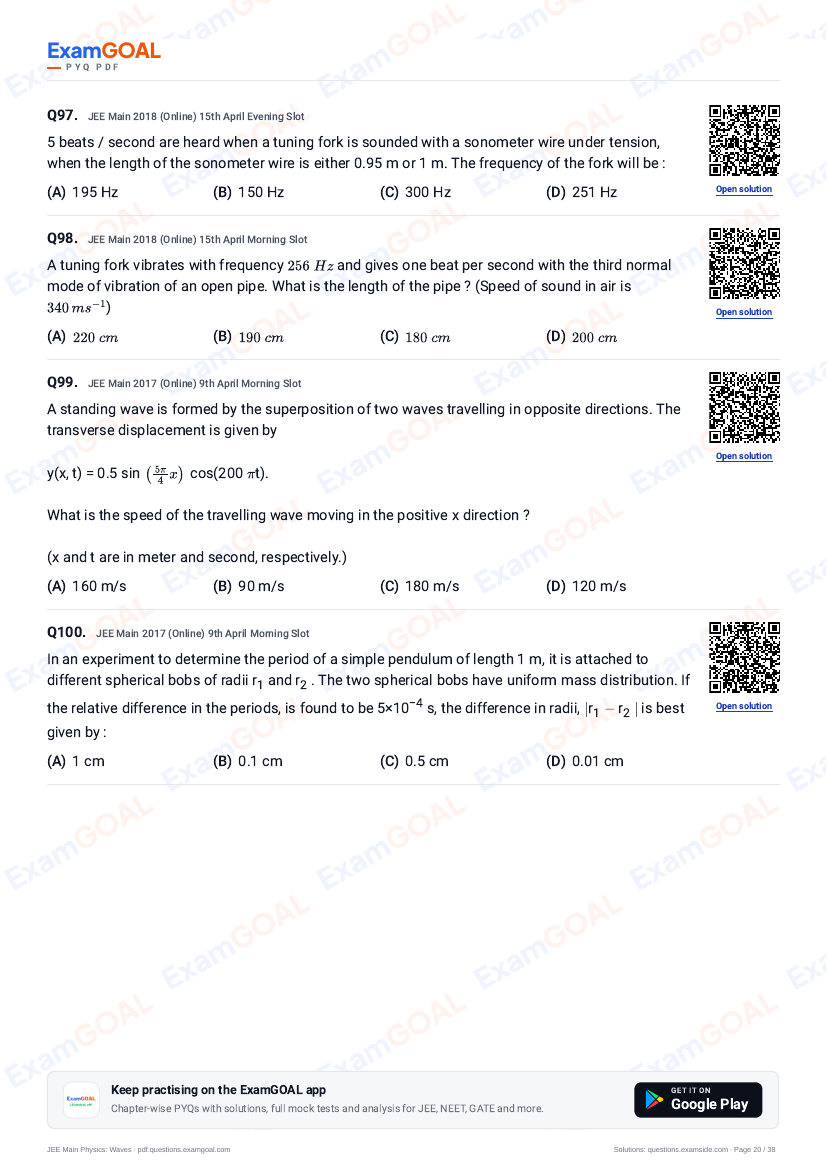 ExamGOAL
PYQ PDF
Q97. JEE Main 2018 (Online) 15th April Evening Slot
5 beats / second are heard when a tuning fork is sounded with a sonometer wire under tension,
when the length of the sonometer wire is either 0.95 m or 1 m. The frequency of the fork will be :
(A) 195 Hz (B) 150 Hz (C) 300 Hz (D) 251 Hz
Open solution
Q98. JEE Main 2018 (Online) 15th April Morning Slot
A tuning fork vibrates with frequency 256 Hz and gives one beat per second with the third normal
mode of vibration of an open pipe. What is the length of the pipe ? (Speed of sound in air is
340 ms⁻¹)
(A) 220 cm (B) 190 cm (C) 180 cm (D) 200 cm
Open solution
Q99. JEE Main 2017 (Online) 9th April Morning Slot
A standing wave is formed by the superposition of two waves travelling in opposite directions. The
transverse displacement is given by
y(x, t) = 0.5 sin (5π/4 x) cos(200 πt).
What is the speed of the travelling wave moving in the positive x direction ?
(x and t are in meter and second, respectively.)
(A) 160 m/s (B) 90 m/s (C) 180 m/s (D) 120 m/s
Open solution
Q100. JEE Main 2017 (Online) 9th April Morning Slot
In an experiment to determine the period of a simple pendulum of length 1 m, it is attached to
different spherical bobs of radii r₁ and r₂ . The two spherical bobs have uniform mass distribution. If
the relative difference in the periods, is found to be 5×10⁻⁴ s, the difference in radii, |r₁ − r₂ | is best
given by :
(A) 1 cm (B) 0.1 cm (C) 0.5 cm (D) 0.01 cm
Open solution
Keep practising on the ExamGOAL app
Chapter-wise PYQs with solutions, full mock tests and analysis for JEE, NEET, GATE and more.
GET IT ON
Google Play
JEE Main Physics: Waves · pdf.questions.examgoal.com
Solutions: questions.examside.com · Page 20 / 38